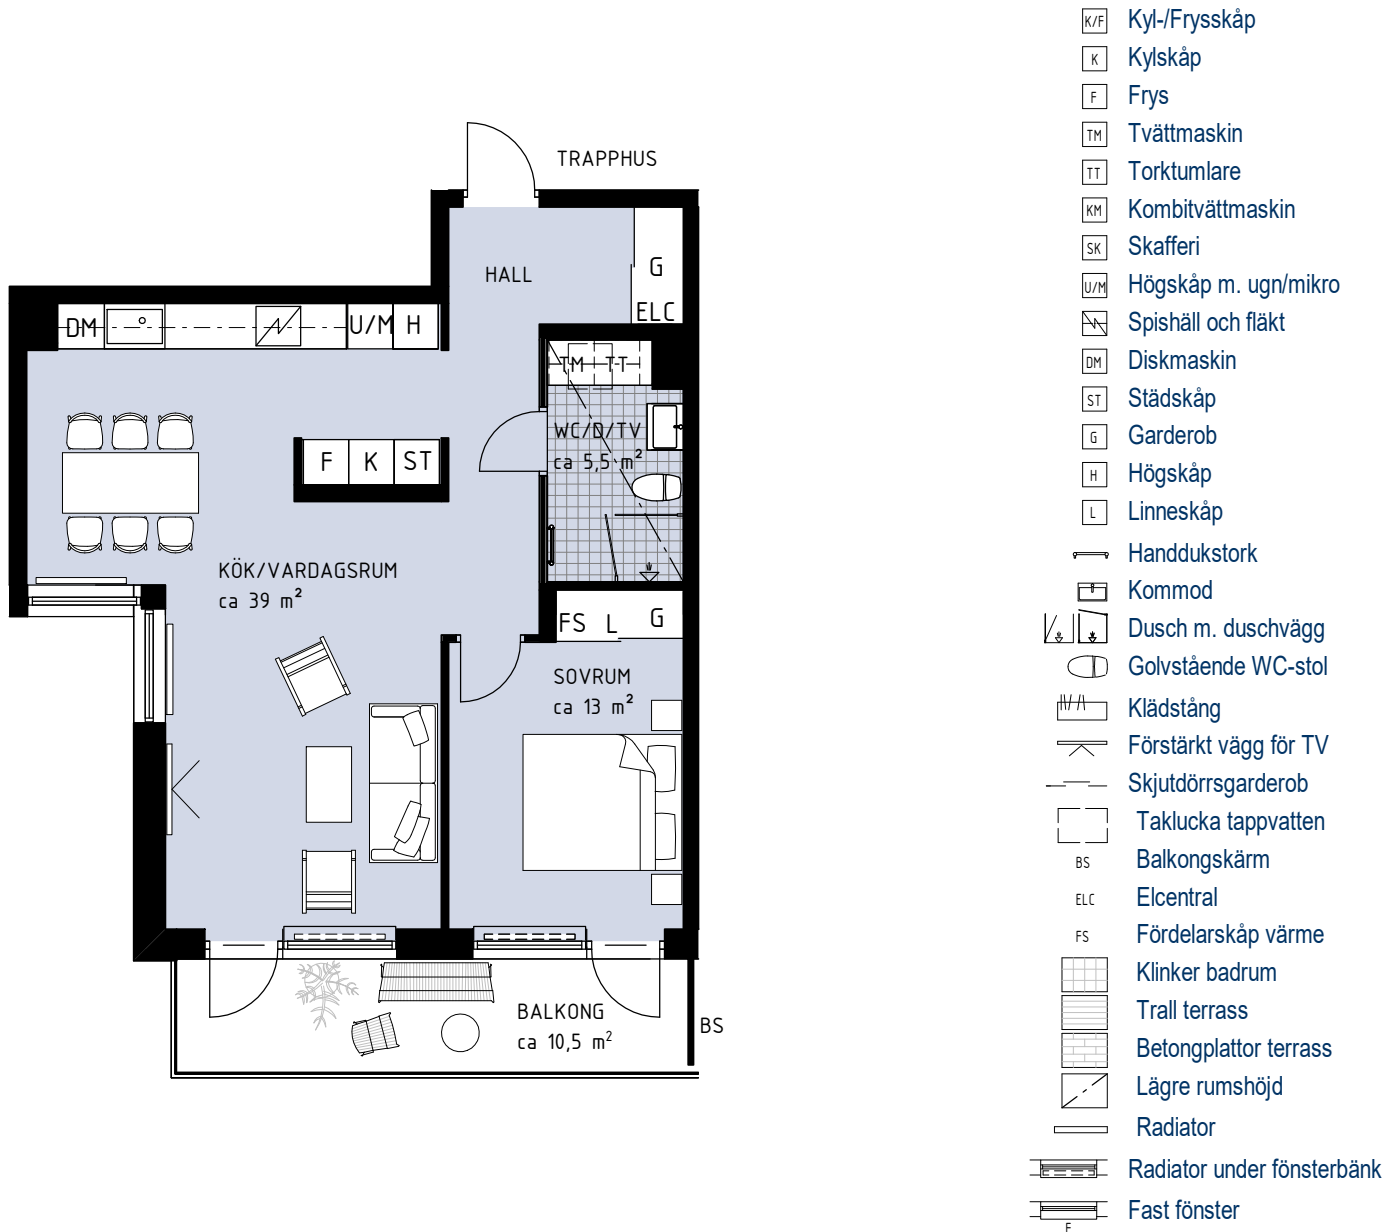 TRAPPHUS
HALL
G
ELC
DM
U/M
H
TM TT
WC/D/TV
ca 5,5 m²
F K ST
KÖK/VARDAGSRUM
ca 39 m²
FS L G
SOVRUM
ca 13 m²
BALKONG
ca 10,5 m²
BS
K/F Kyl-/Frysskåp
K Kylskåp
F Frys
TM Tvättmaskin
TT Torktumlare
KM Kombitvättmaskin
SK Skafferi
U/M Högskåp m. ugn/mikro
Spishäll och fläkt
DM Diskmaskin
ST Städskåp
G Garderob
H Högskåp
L Linneskåp
Handdukstork
Kommod
Dusch m. duschvägg
Golvstående WC-stol
Klädstång
Förstärkt vägg för TV
Skjutdörrsgarderob
Taklucka tappvatten
BS Balkongskärm
ELC Elcentral
FS Fördelarskåp värme
Klinker badrum
Trall terrass
Betongplattor terrass
Lägre rumshöjd
Radiator
Radiator under fönsterbänk
Fast fönster
F